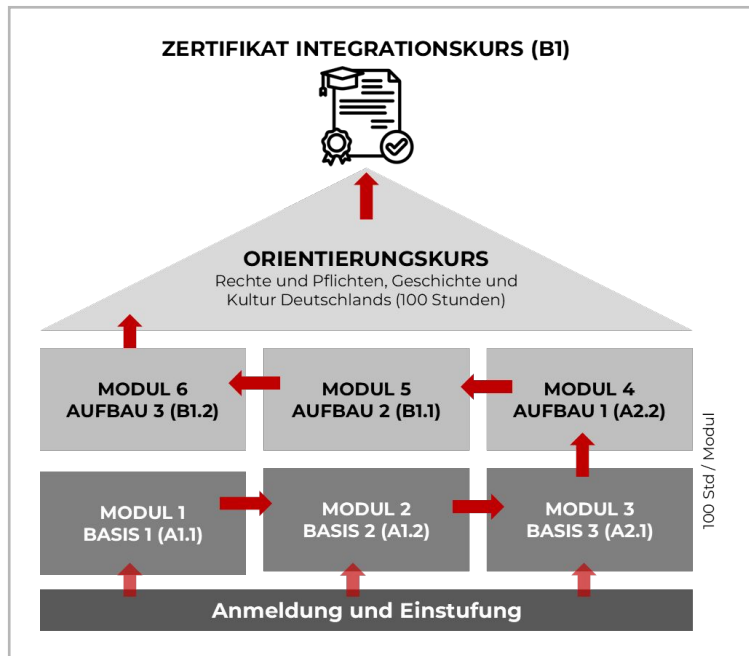 ZERTIFIKAT INTEGRATIONSKURS (B1)
ORIENTIERUNGSKURS
Rechte und Pflichten, Geschichte und
Kultur Deutschlands (100 Stunden)
MODUL 6
AUFBAU 3 (B1.2)
MODUL 5
AUFBAU 2 (B1.1)
MODUL 4
AUFBAU 1 (A2.2)
MODUL 1
BASIS 1 (A1.1)
MODUL 2
BASIS 2 (A1.2)
MODUL 3
BASIS 3 (A2.1)
100 Std / Modul
Anmeldung und Einstufung